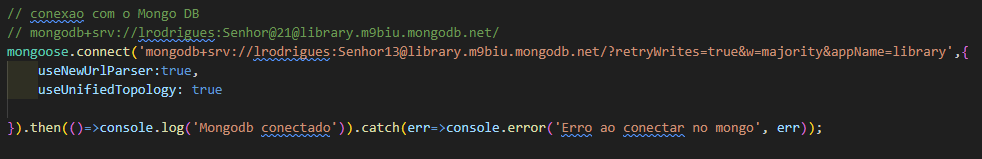 // conexao com o Mongo DB
// mongodb+srv://lrodrigues:Senhor@21@library.m9biu.mongodb.net/
mongoose.connect('mongodb+srv://lrodrigues:Senhor13@library.m9biu.mongodb.net/?retryWrites=true&w=majority&appName=library',{
    useNewUrlParser:true,
    useUnifiedTopology: true
}).then(()=>console.log('Mongodb conectado')).catch(err=>console.error('Erro ao conectar no mongo', err));